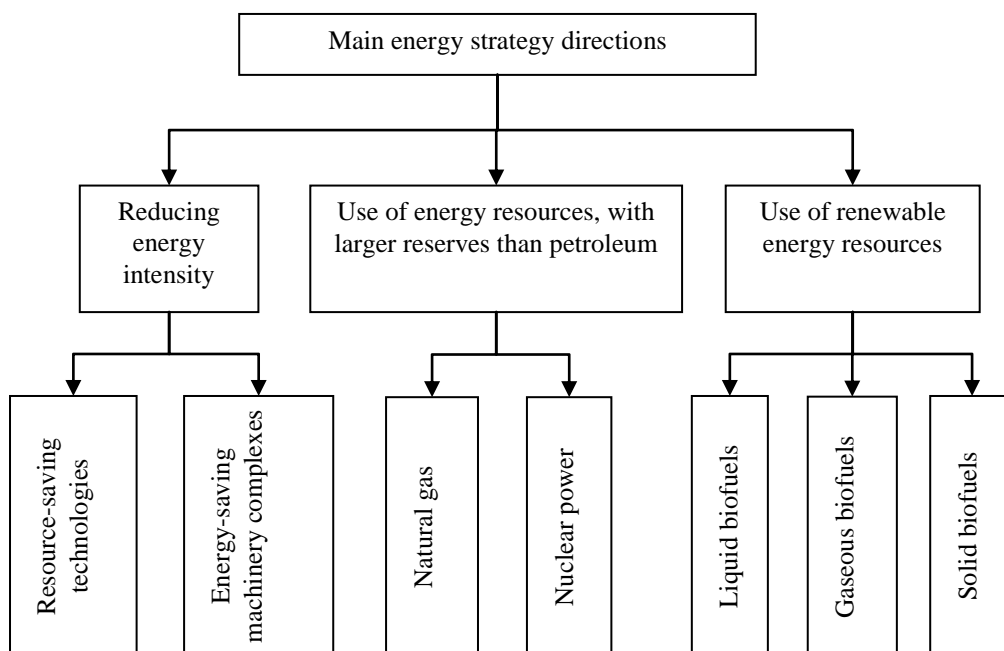 Main energy strategy directions
Reducing
energy
intensity
Use of energy resources, with
larger reserves than petroleum
Use of renewable
energy resources
Resource-saving
technologies
Energy-saving
machinery complexes
Natural gas
Nuclear power
Liquid biofuels
Gaseous biofuels
Solid biofuels